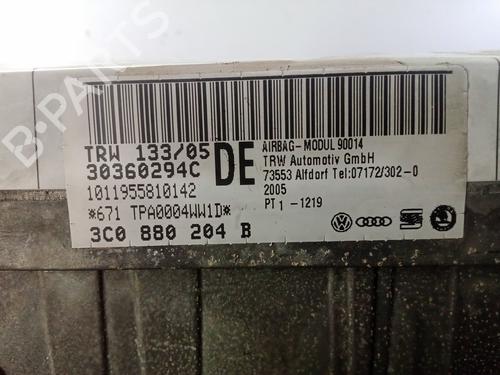 B-PARTS
TRW 133/05
30360294C
1011955810142
*671 TPA0004WW1D*
3C0 880 204 B
DE
AIRBAG-MODUL 90014
TRW Automotiv GmbH
73553 Alfdorf Tel:07172/302-0
2005
PT1 -1219